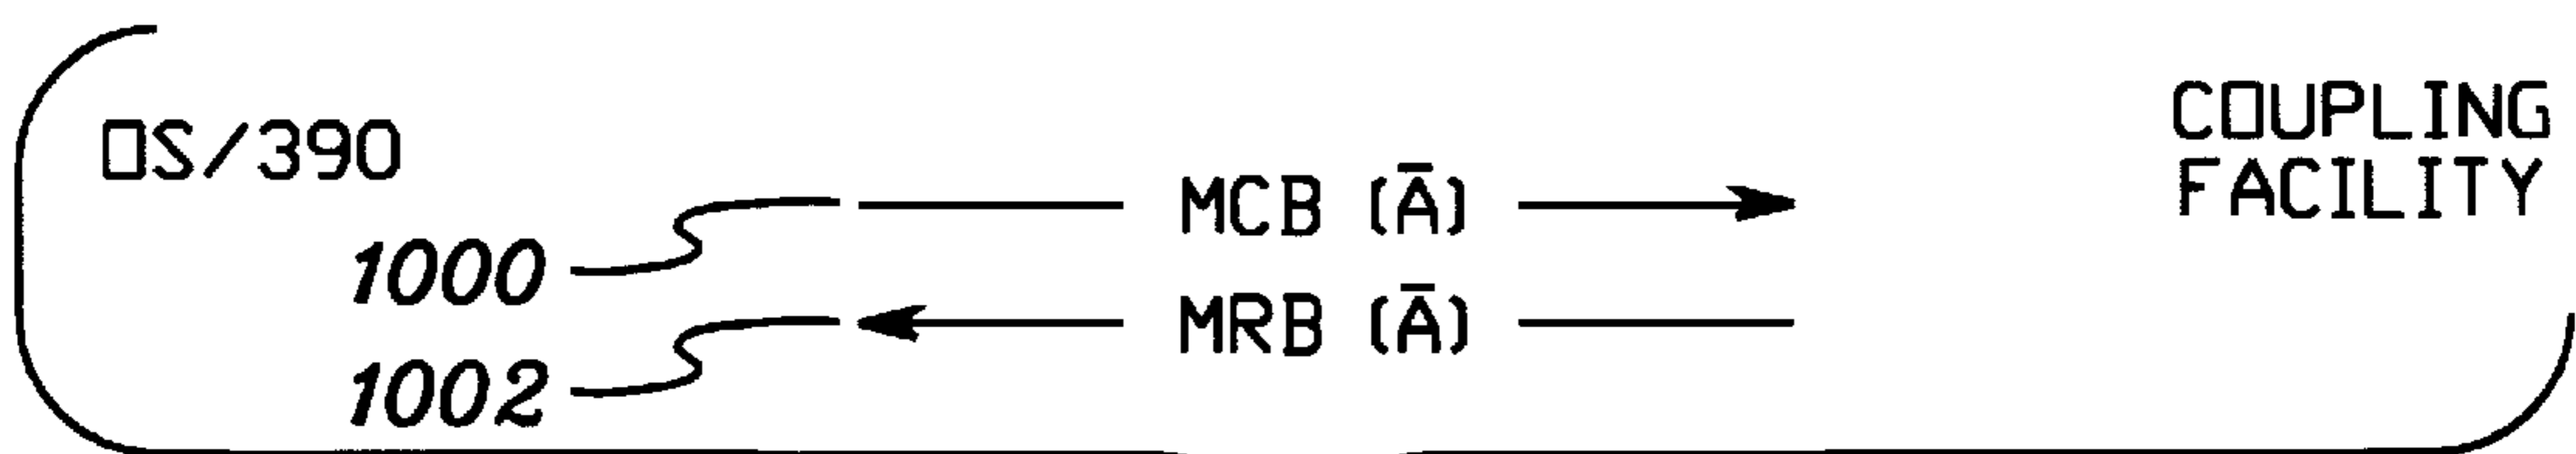 OS/390
COUPLING
FACILITY
MCB (Ā)
1000
MRB (Ā)
1002